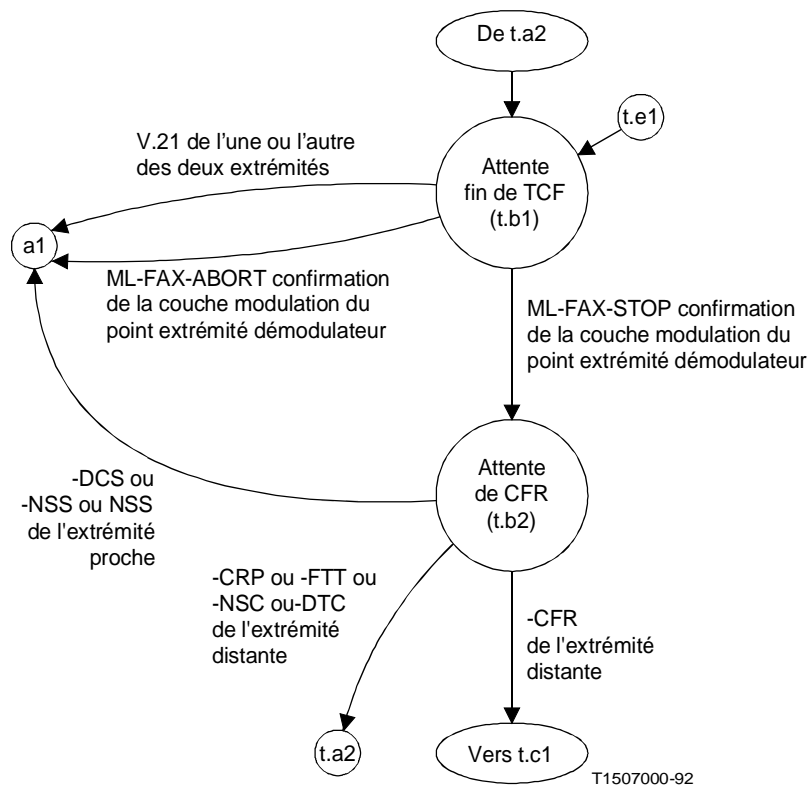 De t.a2
t.e1
V.21 de l'une ou l'autre
des deux extrémités
Attente
fin de TCF
(t.b1)
a1
ML-FAX-ABORT confirmation
de la couche modulation du
point extrémité démodulateur
ML-FAX-STOP confirmation
de la couche modulation du
point extrémité démodulateur
Attente
de CFR
(t.b2)
-DCS ou
-NSS ou NSS
de l'extrémité
proche
-CRP ou -FTT ou
-NSC ou-DTC
de l'extrémité
distante
-CFR
de l'extrémité
distante
t.a2
Vers t.c1
T1507000-92